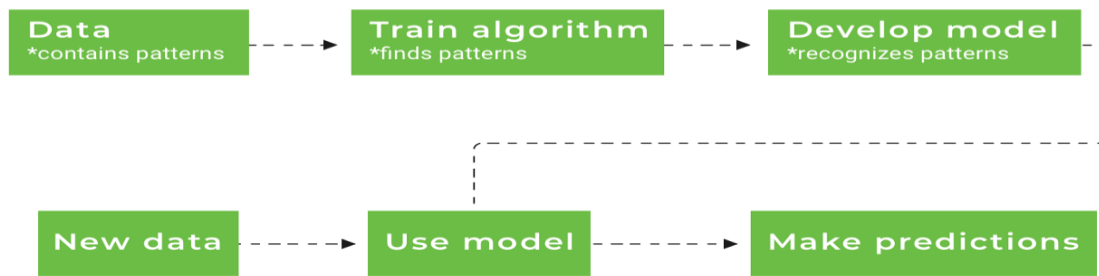 Data
*contains patterns
Train algorithm
*finds patterns
Develop model
*recognizes patterns
New data
Use model
Make predictions